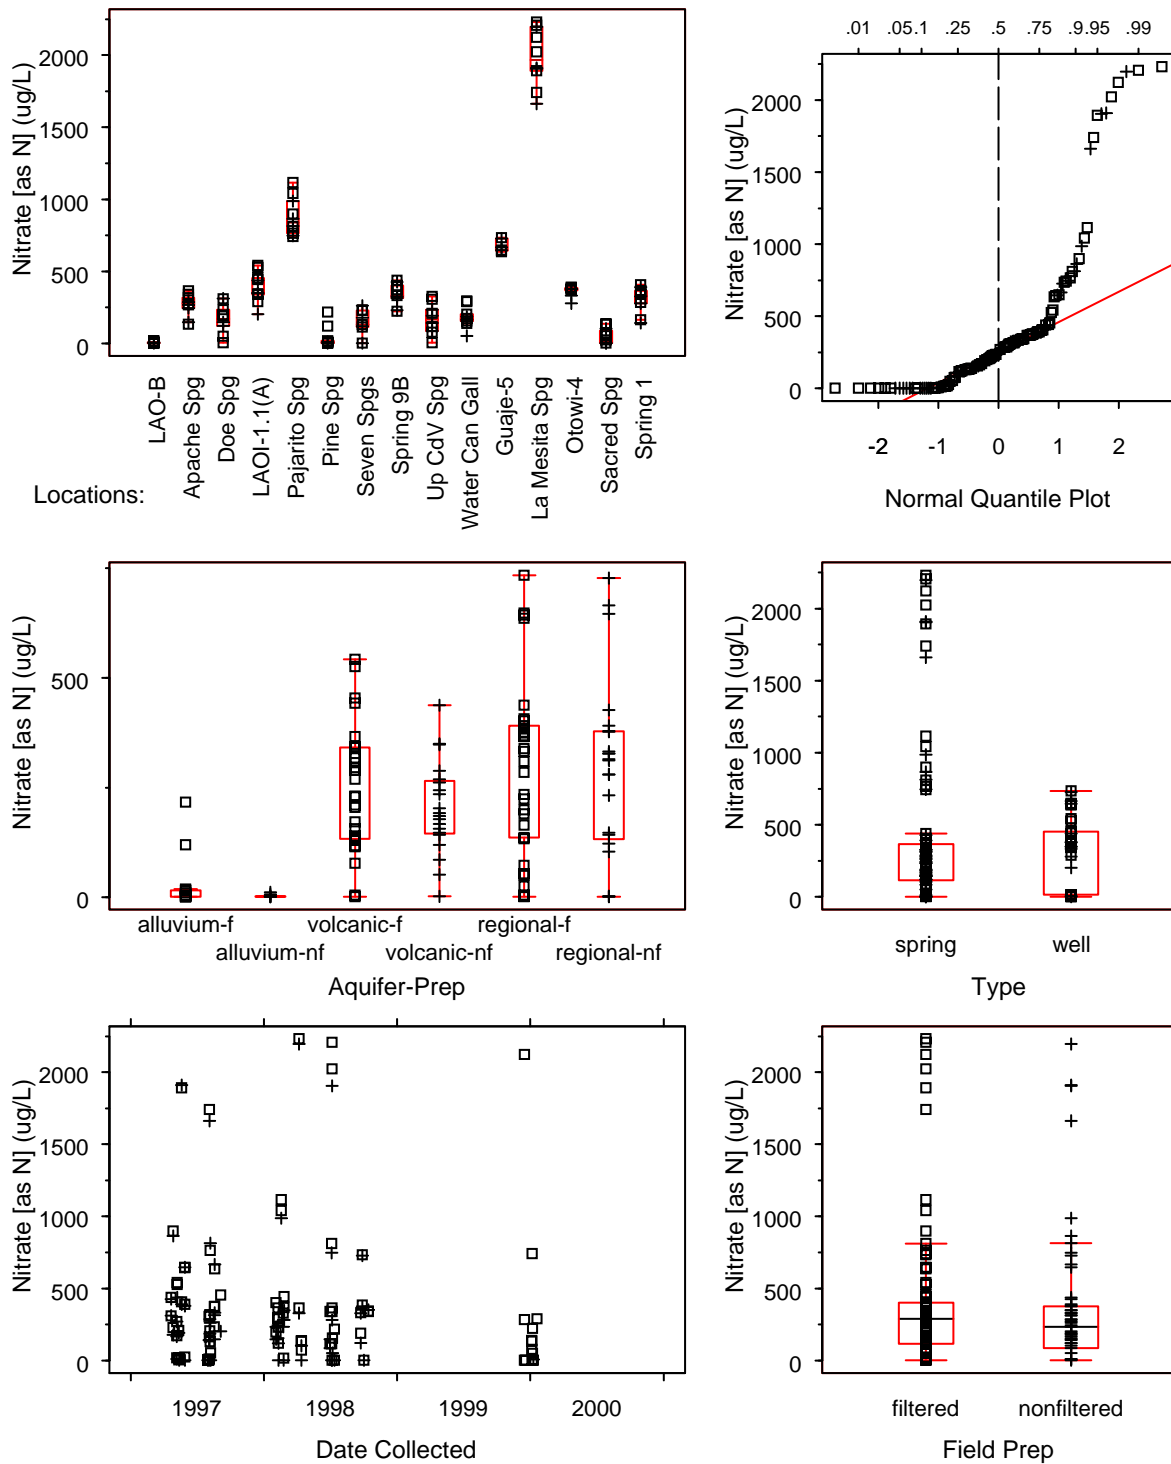 Nitrate [as N] (ug/L)
2000
1500
1000
500
0
Locations:
LAO-B
Apache Spg
Doe Spg
LAOI-1.1(A)
Pajarito Spg
Pine Spg
Seven Spgs
Spring 9B
Up CdV Spg
Water Can Gall
Guaje-5
La Mesita Spg
Otowi-4
Sacred Spg
Spring 1
.01 .05 .1 .25 .5 .75 .9 .95 .99
Nitrate [as N] (ug/L)
2000
1500
1000
500
0
-2 -1 0 1 2
Normal Quantile Plot
Nitrate [as N] (ug/L)
500
0
alluvium-f volcanic-f regional-f
alluvium-nf volcanic-nf regional-nf
Aquifer-Prep
Nitrate [as N] (ug/L)
2000
1500
1000
500
0
spring well
Type
Nitrate [as N] (ug/L)
2000
1500
1000
500
0
1997 1998 1999 2000
Date Collected
Nitrate [as N] (ug/L)
2000
1500
1000
500
0
filtered nonfiltered
Field Prep